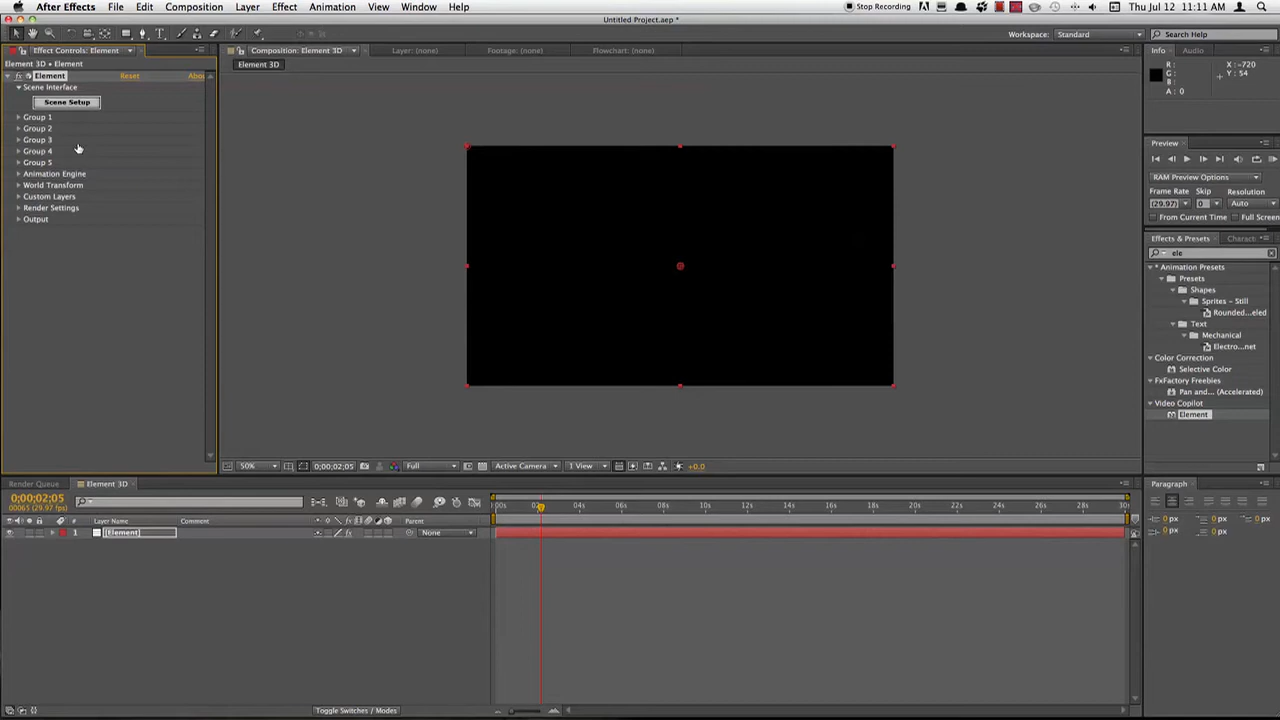 After Effects File Edit Composition Layer Effect Animation View Window Help Stop Recording Thu Jul 12 11:11 AM
Untitled Project.aep *
Workspace: Standard Search Help
Effect Controls: Element Composition: Element 3D Layer: (none) Footage: (none) Flowchart: (none) Info Audio
Element 3D • Element Element 3D
Element Reset Abou
Scene Interface
Scene Setup
Group 1
Group 2
Group 3
Group 4
Group 5
Animation Engine
World Transform
Custom Layers
Render Settings
Output
R : X : -720
G : Y : 54
B :
A : 0
Preview
RAM Preview Options
Frame Rate Skip Resolution
(29.97) 0 Auto
From Current Time Full Screen
Effects & Presets Charact
ele
* Animation Presets
Presets
Shapes
Sprites - Still
Rounded...eled
Text
Mechanical
Electro...net
Color Correction
Selective Color
FxFactory Freebies
Pan and... (Accelerated)
Video Copilot
Element
50% 0;00;02;05 Full Active Camera 1 View +0.0
Render Queue Element 3D Paragraph
0;00;02;05
00065 (29.97 fps)
:00s 02s 04s 06s 08s 10s 12s 14s 16s 18s 20s 22s 24s 26s 28s 30s
# Layer Name Comment Parent
1 [Element] None
0 px 0 px 0 px
0 px 0 px
Toggle Switches / Modes